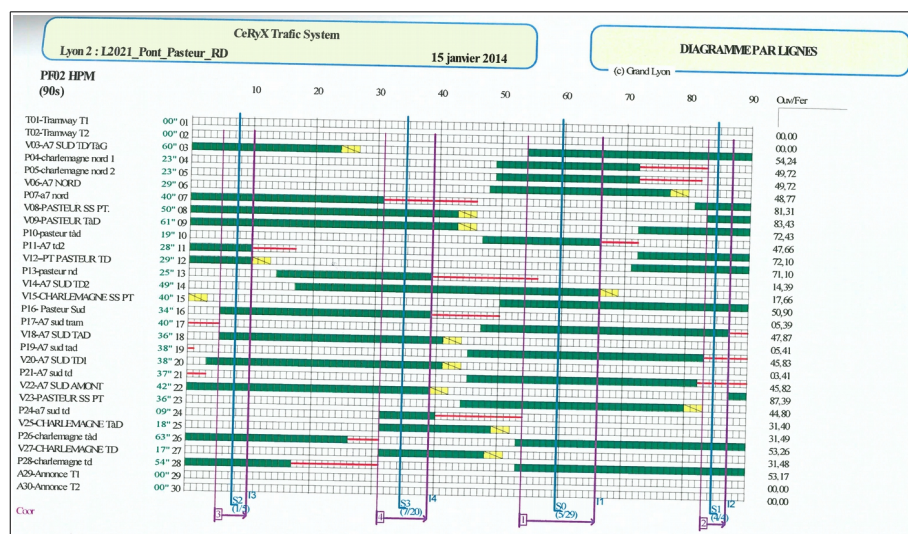 CeRyX Trafic System
Lyon 2 : L2021_Pont_Pasteur_RD
15 janvier 2014
DIAGRAMME PAR LIGNES
(c) Grand Lyon
PF02 HPM
(90s)
10 20 30 40 50 60 70 80 90 Ouv/Fer
T01-Tramway T1 00" 01 00,00
T02-Tramway T2 00" 02 00,00
V03-A7 SUD TD/TàG 60" 03 54,24
P04-charlemagne nord 1 23" 04 49,72
P05-charlemagne nord 2 23" 05 49,72
V06-A7 NORD 29" 06 48,77
P07-a7 nord 40" 07 81,31
V08-PASTEUR SS PT. 50" 08 83,43
V09-PASTEUR TàD 61" 09 72,43
P10-pasteur tàd 19" 10 47,66
P11-A7 td2 28" 11 72,10
V12-PT PASTEUR TD 29" 12 71,10
P13-pasteur nd 25" 13 14,39
V14-A7 SUD TD2 49" 14 17,66
V15-CHARLEMAGNE SS PT 40" 15 50,90
P16- Pasteur Sud 34" 16 05,39
P17-A7 sud tram 40" 17 47,87
V18-A7 SUD TAD 36" 18 05,41
P19-A7 sud tad 38" 19 45,83
V20-A7 SUD TD1 38" 20 03,41
P21-A7 sud td 37" 21 45,82
V22-A7 SUD AMONT 42" 22 87,39
V23-PASTEUR SS PT 36" 23 44,80
P24-a7 sud td 09" 24 31,40
V25-CHARLEMAGNE TàD 18" 25 31,49
P26-charlemagne tàd 63" 26 53,26
V27-CHARLEMAGNE TD 17" 27 31,48
P28-charlemagne td 54" 28 53,17
A29-Annonce T1 00" 29 00,00
A30-Annonce T2 00" 30 00,00
S2 I3 S3 I4 S0 I1 S1 I2
(1/5) (7/20) (5/29) (4/4)
Coor 3 4 1 2